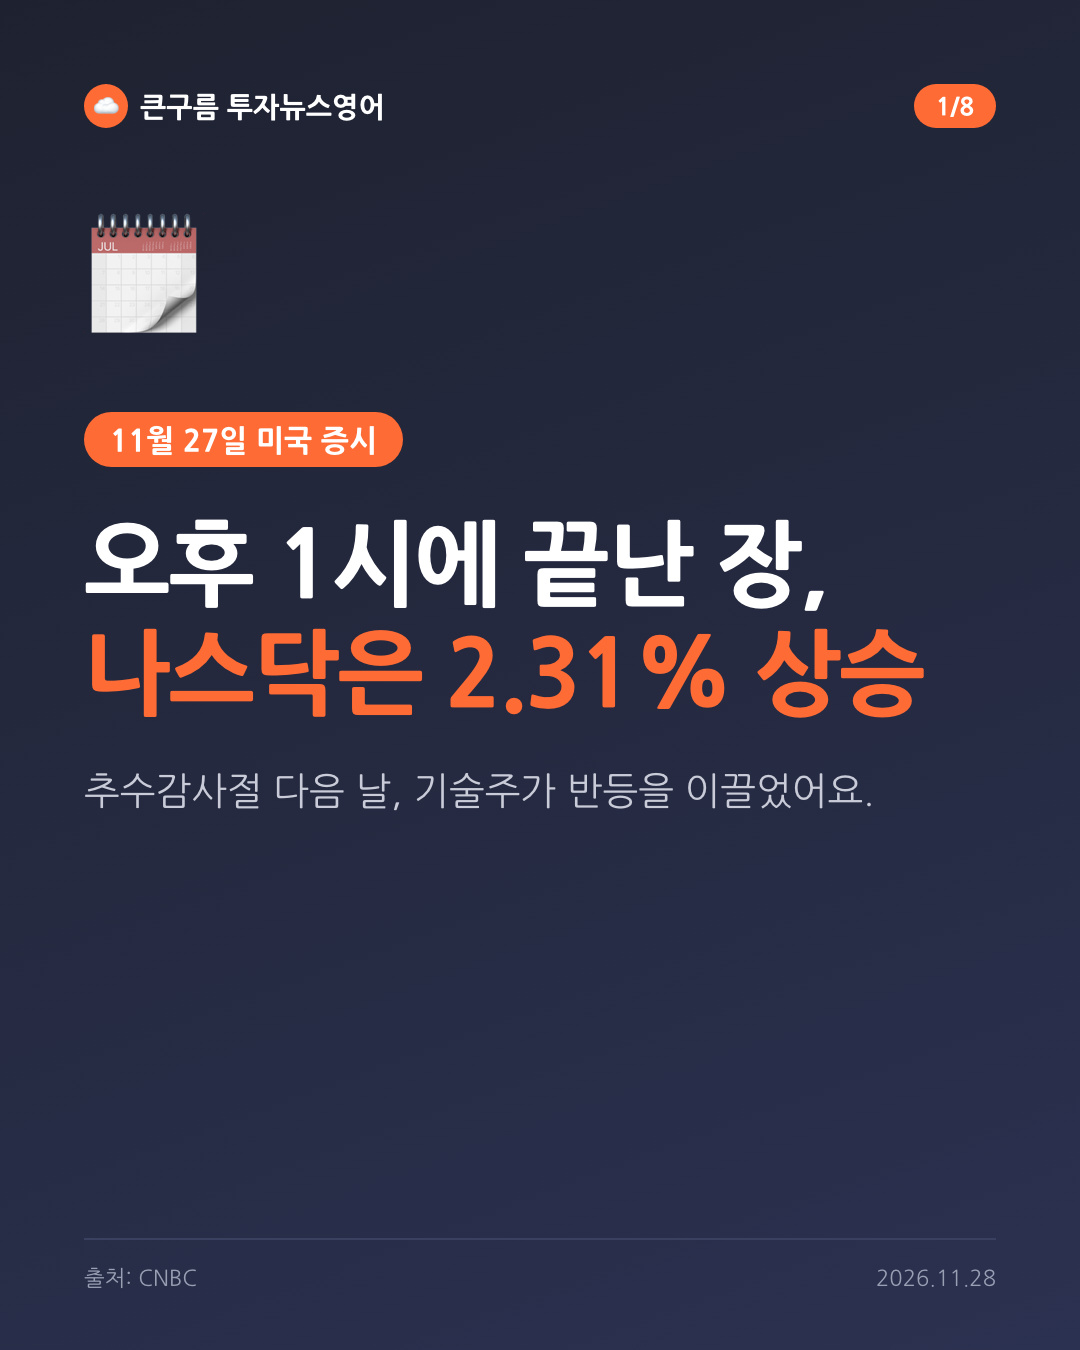 큰구름 투자뉴스영어
1/8
JUL
11월 27일 미국 증시
오후 1시에 끝난 장,
나스닥은 2.31% 상승
추수감사절 다음 날, 기술주가 반등을 이끌었어요.
출처: CNBC
2026.11.28